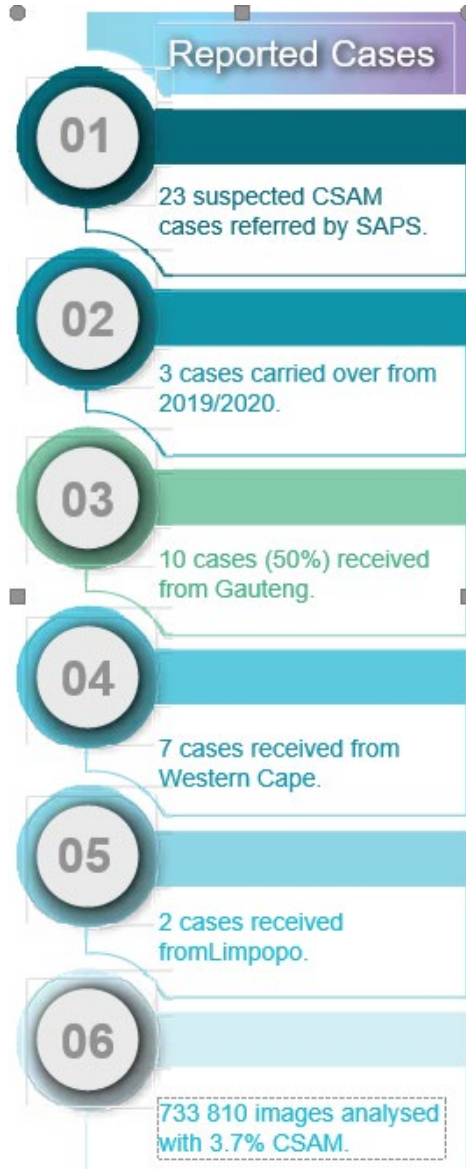 Reported Cases
01
23 suspected CSAM
cases referred by SAPS.
02
3 cases carried over from
2019/2020.
03
10 cases (50%) received
from Gauteng.
04
7 cases received from
Western Cape.
05
2 cases received
fromLimpopo.
06
733 810 images analysed
with 3.7% CSAM.